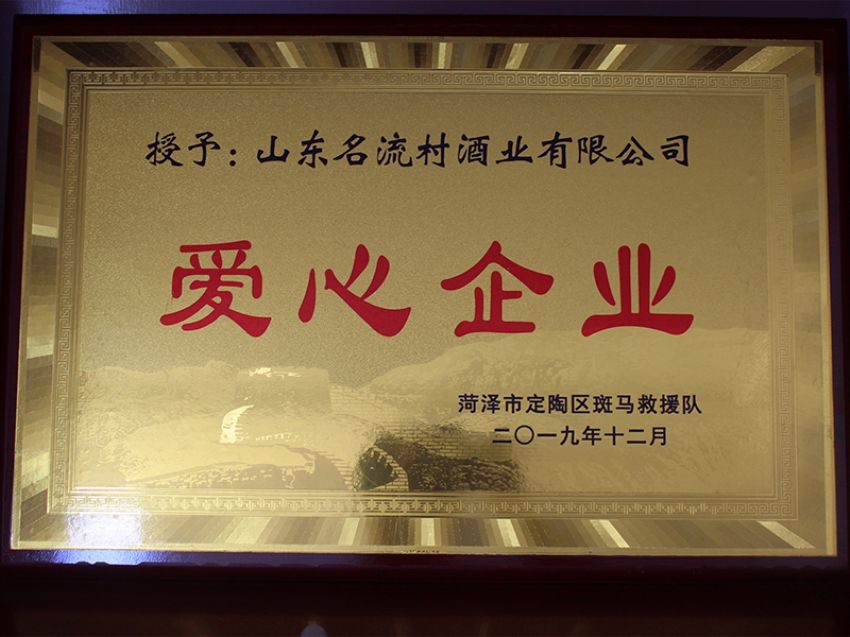 授予：山东名流村酒业有限公司
爱心企业
菏泽市定陶区斑马救援队
二〇一九年十二月